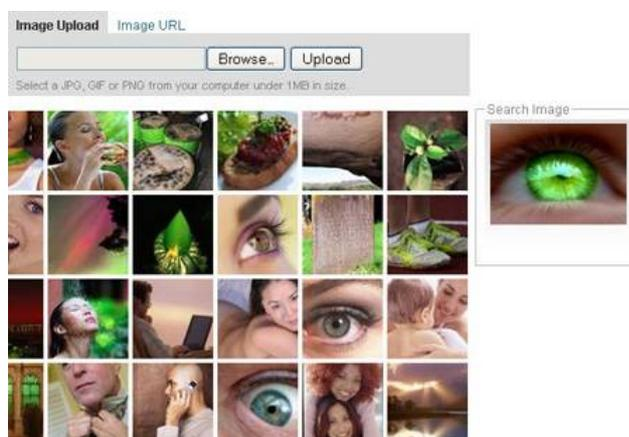 Image Upload
Image URL
Browse..
Upload
Select a JPG, GIF or PNG from your computer under 1MB in size.
Search Image